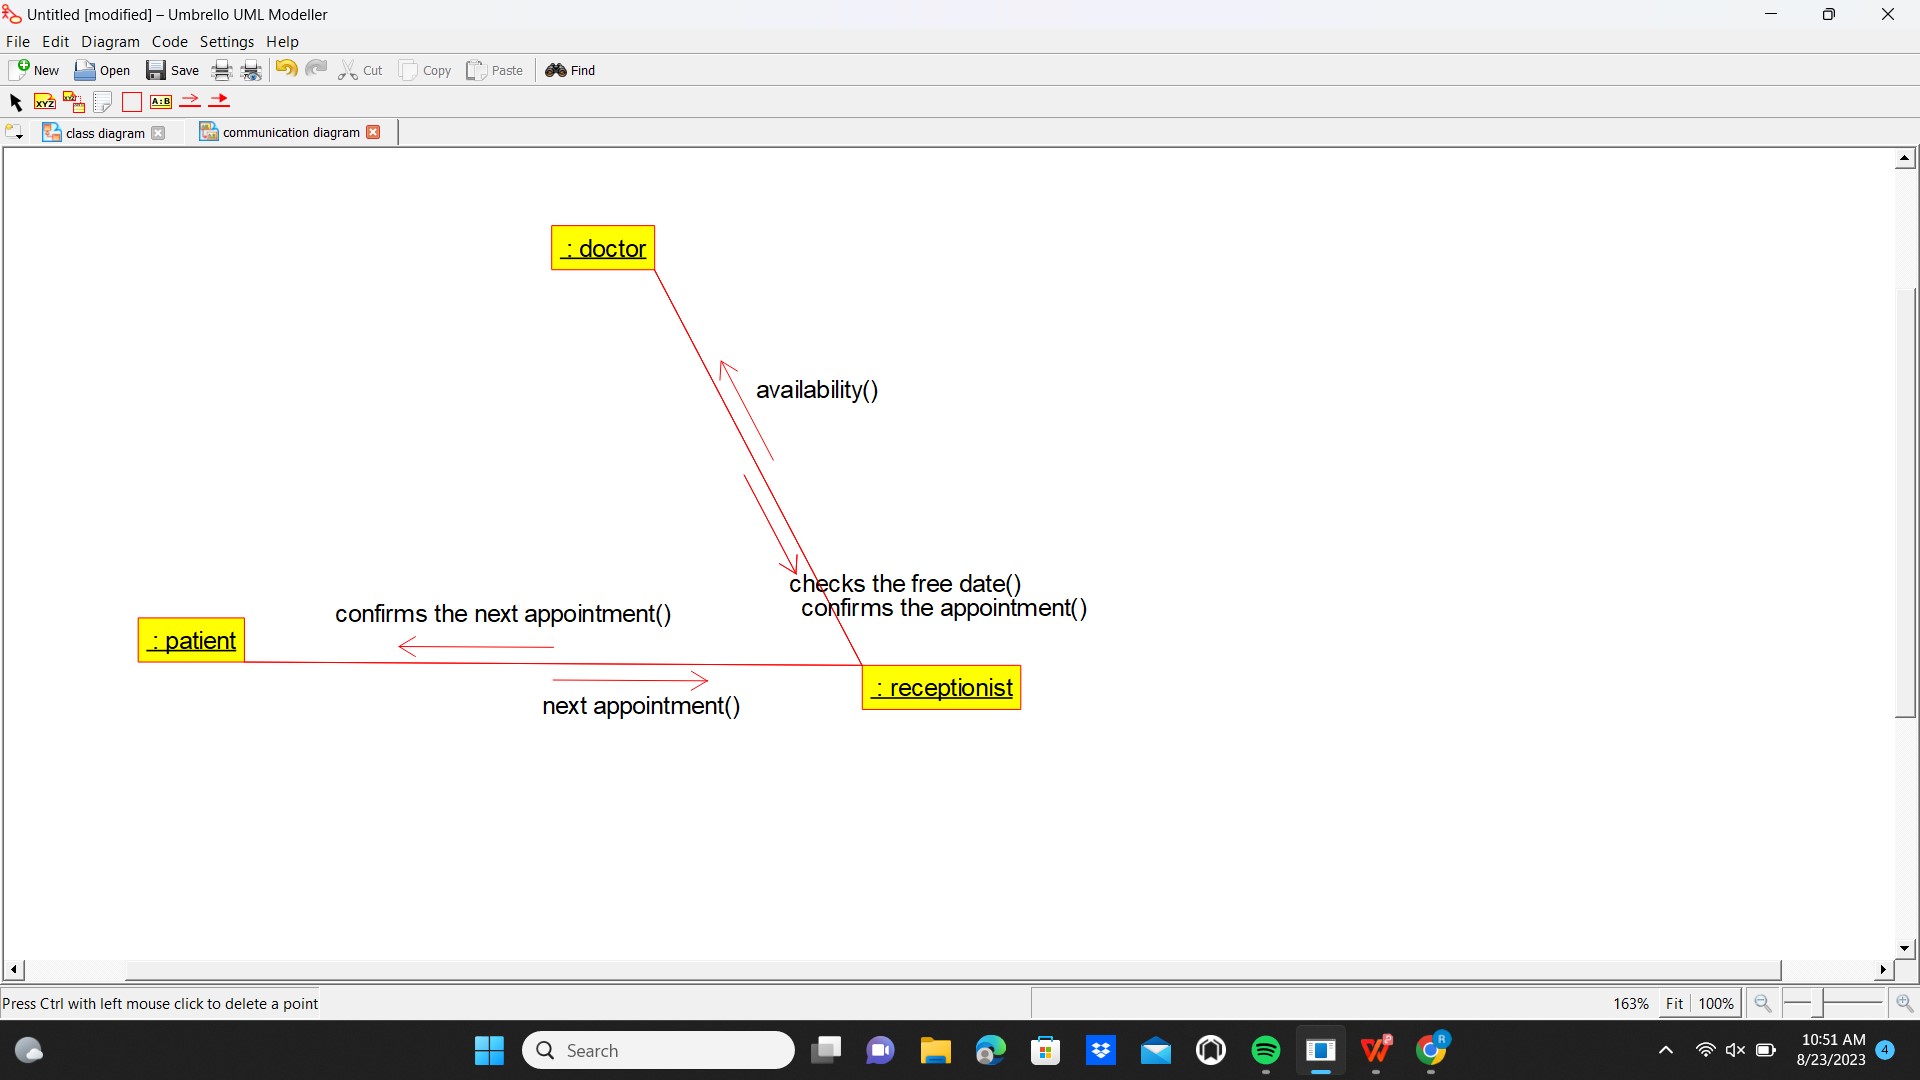 Untitled [modified] – Umbrello UML Modeller
File Edit Diagram Code Settings Help
New Open Save Cut Copy Paste Find
XYZ XYZ A:B
class diagram communication diagram
: doctor
availability()
checks the free date()
confirms the appointment()
confirms the next appointment()
: patient
: receptionist
next appointment()
Press Ctrl with left mouse click to delete a point
163% Fit 100%
Search
R
10:51 AM
8/23/2023
4